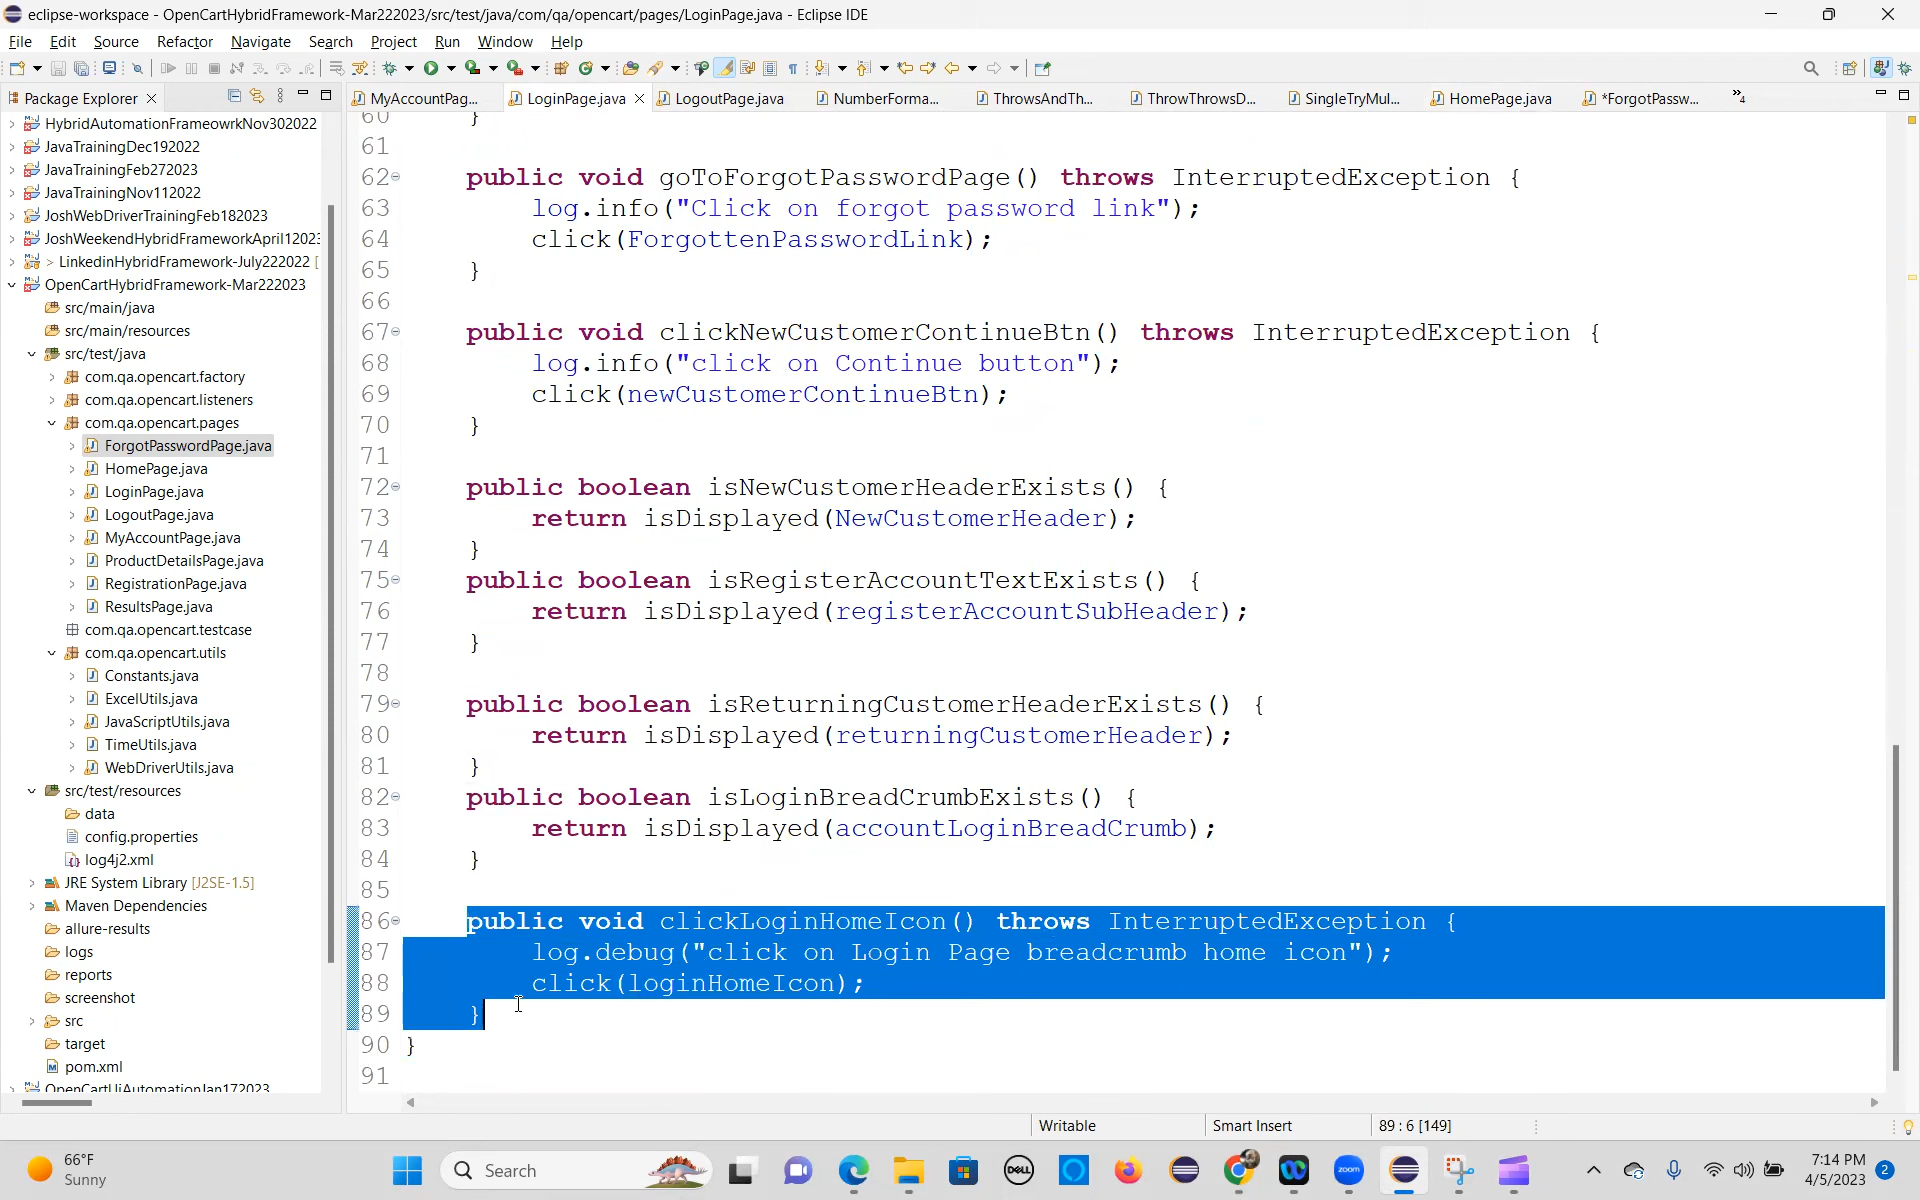 eclipse-workspace - OpenCartHybridFramework-Mar222023/src/test/java/com/qa/opencart/pages/LoginPage.java - Eclipse IDE
File Edit Source Refactor Navigate Search Project Run Window Help
Package Explorer
MyAccountPag... LoginPage.java LogoutPage.java NumberForma... ThrowsAndTh... ThrowThrowsD... SingleTryMul... HomePage.java *ForgotPassw... »4
HybridAutomationFrameowrkNov302022
JavaTrainingDec192022
JavaTrainingFeb272023
JavaTrainingNov112022
JoshWebDriverTrainingFeb182023
JoshWeekendHybridFrameworkApril12023
> LinkedinHybridFramework-July222022 [
OpenCartHybridFramework-Mar222023
src/main/java
src/main/resources
src/test/java
com.qa.opencart.factory
com.qa.opencart.listeners
com.qa.opencart.pages
ForgotPasswordPage.java
HomePage.java
LoginPage.java
LogoutPage.java
MyAccountPage.java
ProductDetailsPage.java
RegistrationPage.java
ResultsPage.java
com.qa.opencart.testcase
com.qa.opencart.utils
Constants.java
ExcelUtils.java
JavaScriptUtils.java
TimeUtils.java
WebDriverUtils.java
src/test/resources
data
config.properties
log4j2.xml
JRE System Library [J2SE-1.5]
Maven Dependencies
allure-results
logs
reports
screenshot
src
target
pom.xml
OpenCartUiAutomationJan172023
60 }
61
62 public void goToForgotPasswordPage() throws InterruptedException {
63 log.info("Click on forgot password link");
64 click(ForgottenPasswordLink);
65 }
66
67 public void clickNewCustomerContinueBtn() throws InterruptedException {
68 log.info("click on Continue button");
69 click(newCustomerContinueBtn);
70 }
71
72 public boolean isNewCustomerHeaderExists() {
73 return isDisplayed(NewCustomerHeader);
74 }
75 public boolean isRegisterAccountTextExists() {
76 return isDisplayed(registerAccountSubHeader);
77 }
78
79 public boolean isReturningCustomerHeaderExists() {
80 return isDisplayed(returningCustomerHeader);
81 }
82 public boolean isLoginBreadCrumbExists() {
83 return isDisplayed(accountLoginBreadCrumb);
84 }
85
86 public void clickLoginHomeIcon() throws InterruptedException {
87 log.debug("click on Login Page breadcrumb home icon");
88 click(loginHomeIcon);
89 }
90 }
91
Writable Smart Insert 89 : 6 [149]
66°F
Sunny
Search
DELL
zoom
7:14 PM
4/5/2023
2